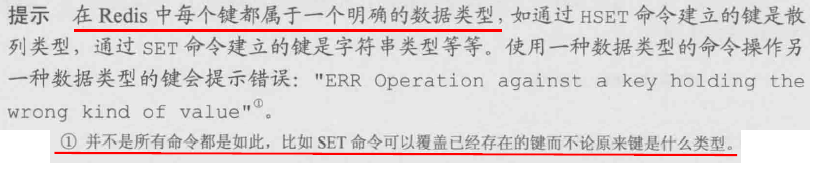 提示 在 Redis 中每个键都属于一个明确的数据类型，如通过 HSET 命令建立的键是散
列类型，通过 SET 命令建立的键是字符串类型等等。使用一种数据类型的命令操作另
一种数据类型的键会提示错误："ERR Operation against a key holding the
wrong kind of value"①。
① 并不是所有命令都是如此，比如 SET 命令可以覆盖已经存在的键而不论原来键是什么类型。